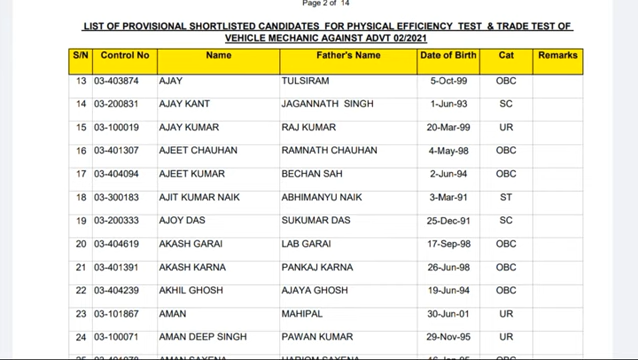 Page 2 of 14
LIST OF PROVISIONAL SHORTLISTED CANDIDATES FOR PHYSICAL EFFICIENCY TEST & TRADE TEST OF
VEHICLE MECHANIC AGAINST ADVT 02/2021
S/N Control No Name Father's Name Date of Birth Cat Remarks
13 03-403874 AJAY TULSIRAM 5-Oct-99 OBC
14 03-200831 AJAY KANT JAGANNATH SINGH 1-Jun-93 SC
15 03-100019 AJAY KUMAR RAJ KUMAR 20-Mar-99 UR
16 03-401307 AJEET CHAUHAN RAMNATH CHAUHAN 4-May-98 OBC
17 03-404094 AJEET KUMAR BECHAN SAH 2-Jun-94 OBC
18 03-300183 AJIT KUMAR NAIK ABHIMANYU NAIK 3-Mar-91 ST
19 03-200333 AJOY DAS SUKUMAR DAS 25-Dec-91 SC
20 03-404619 AKASH GARAI LAB GARAI 17-Sep-98 OBC
21 03-401391 AKASH KARNA PANKAJ KARNA 26-Jun-98 OBC
22 03-404239 AKHIL GHOSH AJAYA GHOSH 19-Jun-94 OBC
23 03-101867 AMAN MAHIPAL 30-Jun-01 UR
24 03-100071 AMAN DEEP SINGH PAWAN KUMAR 29-Nov-95 UR
AMAN SAXENA HARIOM SAXENA